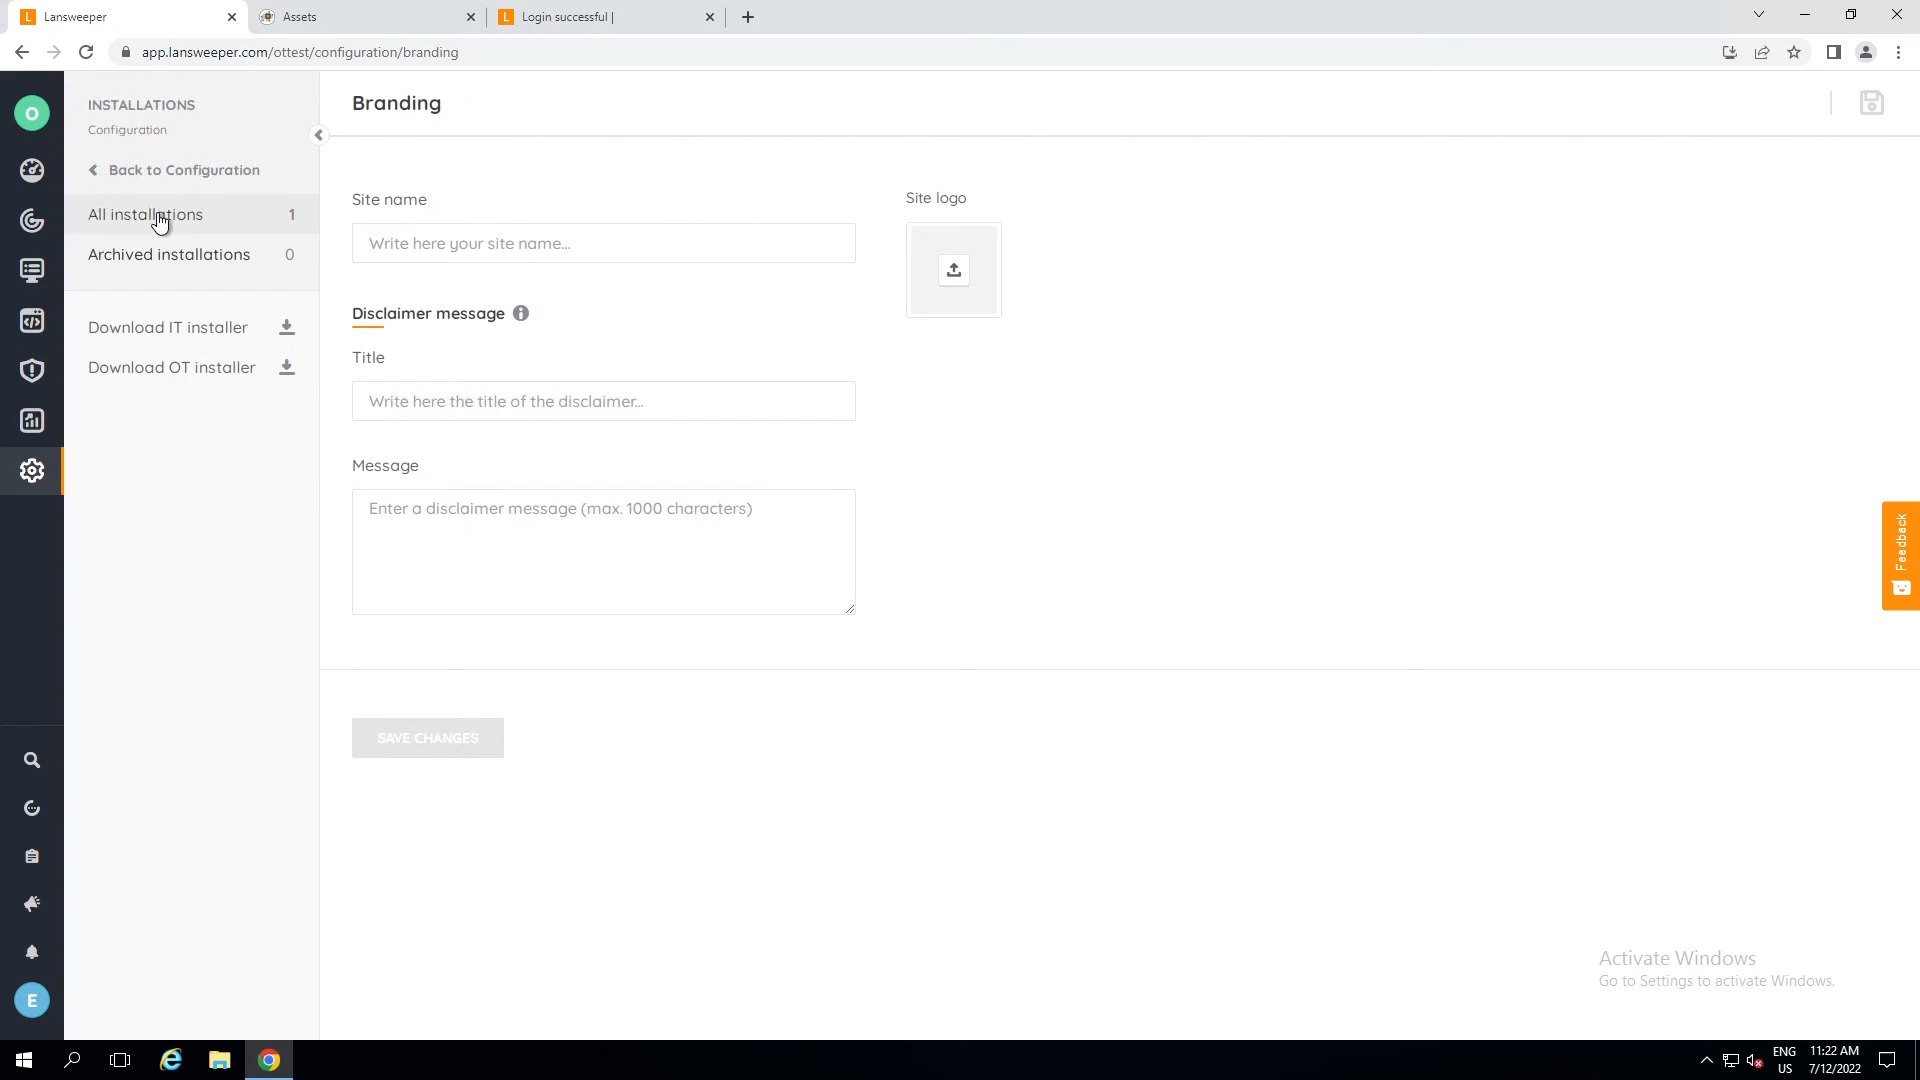 Lansweeper
Assets
Login successful |
app.lansweeper.com/ottest/configuration/branding
O
INSTALLATIONS
Configuration
Back to Configuration
All installations 1
Archived installations 0
Download IT installer
Download OT installer
Branding
Site name
Write here your site name...
Site logo
Disclaimer message
Title
Write here the title of the disclaimer...
Message
Enter a disclaimer message (max. 1000 characters)
SAVE CHANGES
Feedback
Activate Windows
Go to Settings to activate Windows.
E
ENG
US
11:22 AM
7/12/2022